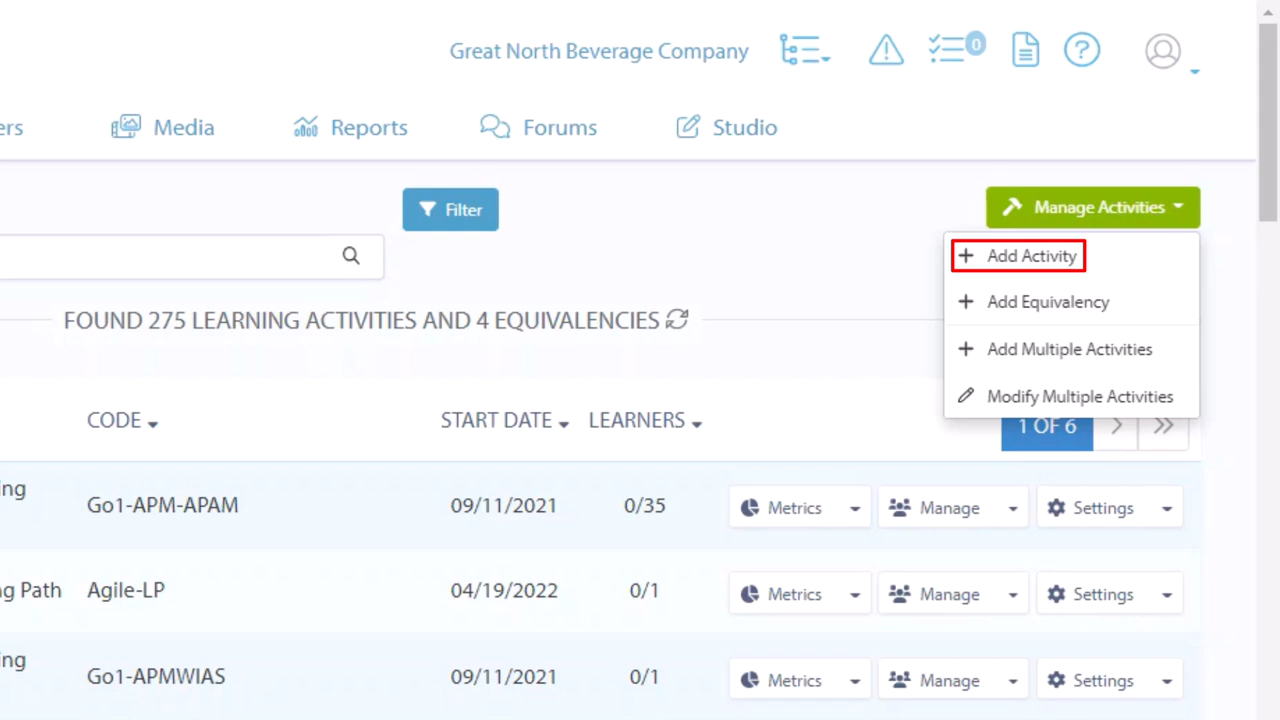 Great North Beverage Company
0
ers
Media
Reports
Forums
Studio
Filter
Manage Activities
Add Activity
Add Equivalency
Add Multiple Activities
Modify Multiple Activities
FOUND 275 LEARNING ACTIVITIES AND 4 EQUIVALENCIES
CODE
START DATE
LEARNERS
1 OF 6
ing
Go1-APM-APAM
09/11/2021
0/35
Metrics
Manage
Settings
ng Path
Agile-LP
04/19/2022
0/1
Metrics
Manage
Settings
ing
Go1-APMWIAS
09/11/2021
0/1
Metrics
Manage
Settings